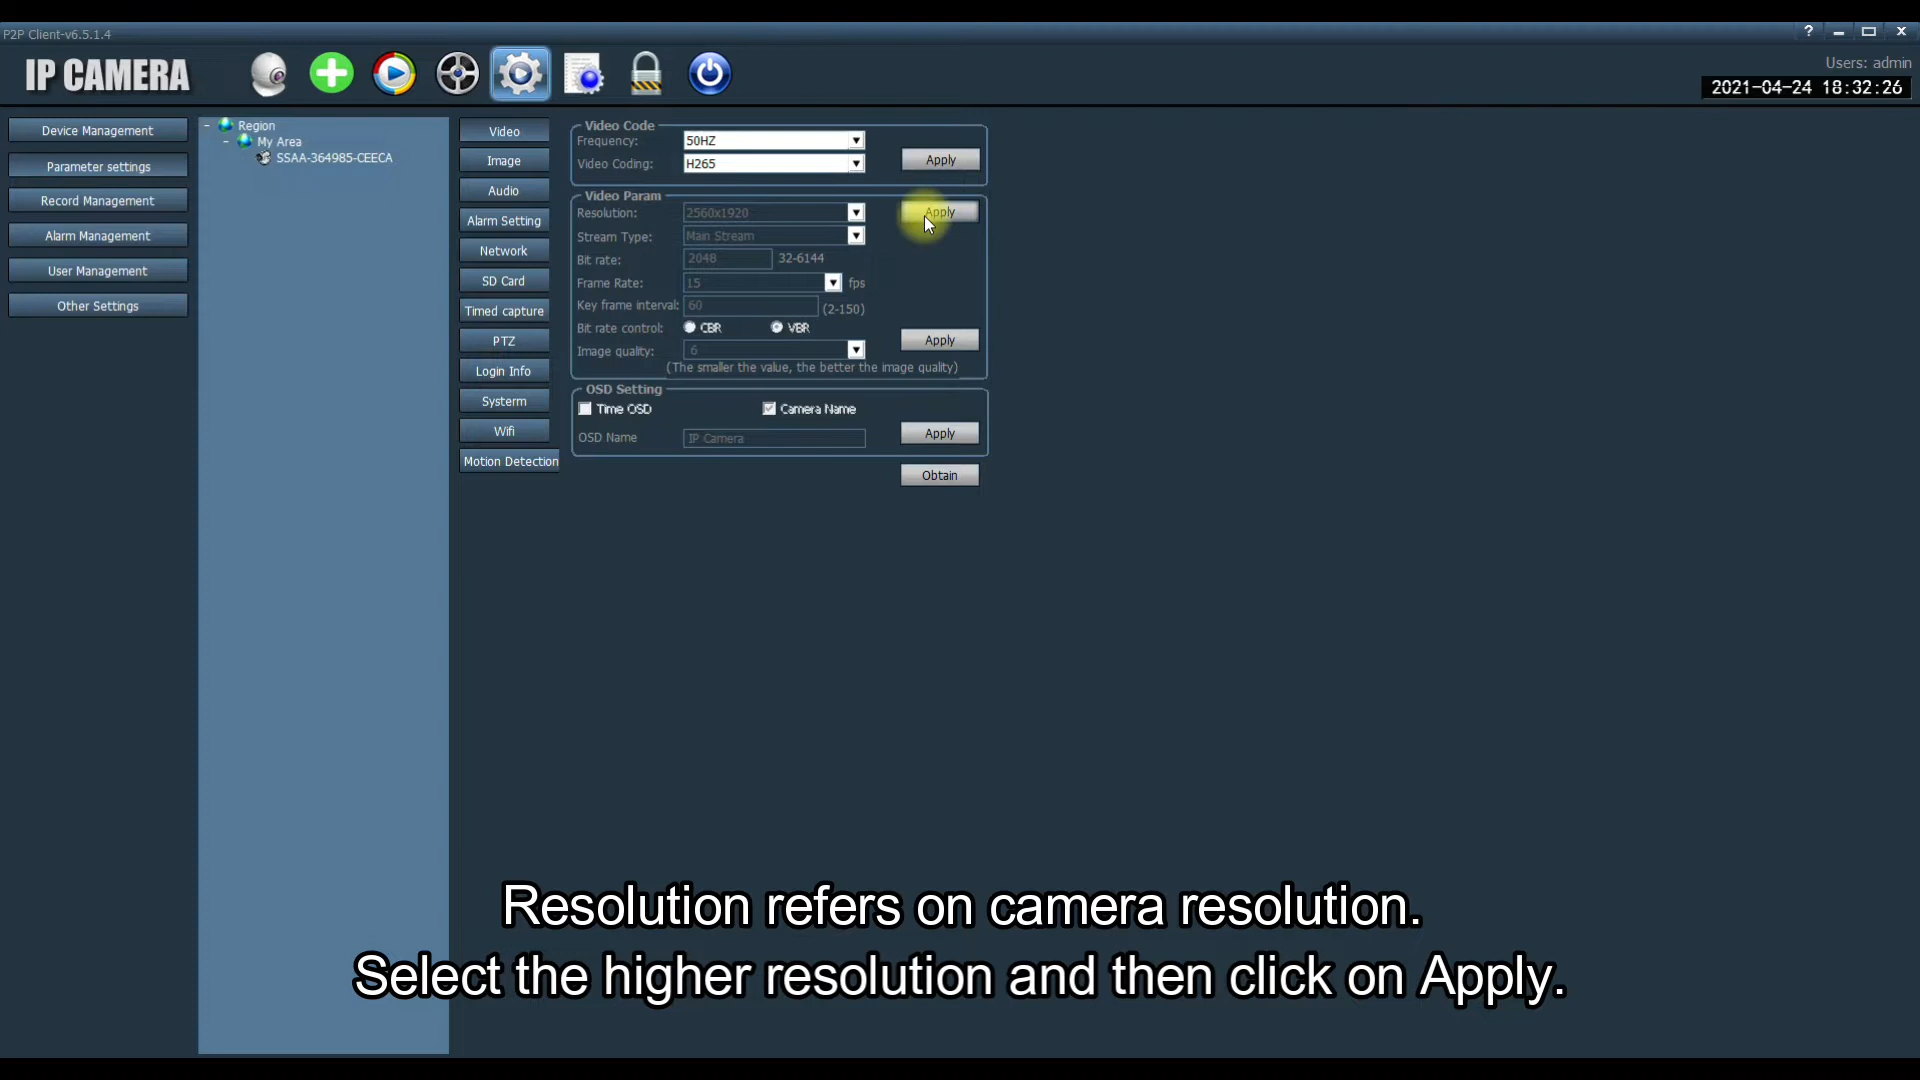 P2P Client-v6.5.1.4
?
IP CAMERA
Users: admin
2021-04-24 18:32:26
Device Management
Parameter settings
Record Management
Alarm Management
User Management
Other Settings
Region
My Area
SSAA-364985-CEECA
Video
Image
Audio
Alarm Setting
Network
SD Card
Timed capture
PTZ
Login Info
Systerm
Wifi
Motion Detection
Video Code
Frequency: 50HZ
Video Coding: H265
Apply
Video Param
Resolution: 2560x1920 Apply
Stream Type: Main Stream
Bit rate: 2048 32-6144
Frame Rate: 15 fps
Key frame interval: 60 (2-150)
Bit rate control: CBR VBR
Image quality: 6 Apply
(The smaller the value, the better the image quality)
OSD Setting
Time OSD Camera Name
OSD Name IP Camera Apply
Obtain
Resolution refers on camera resolution.
Select the higher resolution and then click on Apply.